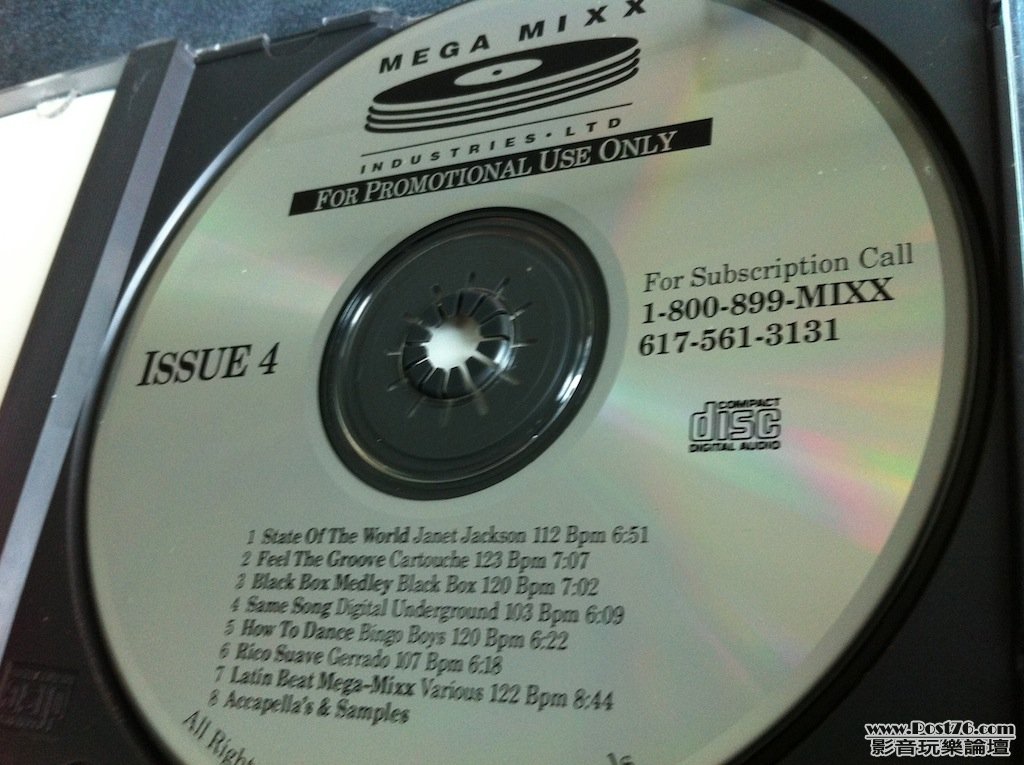 MEGA MIXX
INDUSTRIES • LTD
FOR PROMOTIONAL USE ONLY
For Subscription Call
1-800-899-MIXX
617-561-3131
ISSUE 4
COMPACT
disc
DIGITAL AUDIO
1 State Of The World Janet Jackson 112 Bpm 6:51
2 Feel The Groove Cartouche 123 Bpm 7:07
3 Black Box Medley Black Box 120 Bpm 7:02
4 Same Song Digital Underground 103 Bpm 6:09
5 How To Dance Bingo Boys 120 Bpm 6:22
6 Rico Suave Gerrado 107 Bpm 6:18
7 Latin Beat Mega-Mixx Various 122 Bpm 8:44
8 Accapella's & Samples
All Right
www.Post76.com
影音玩樂論壇